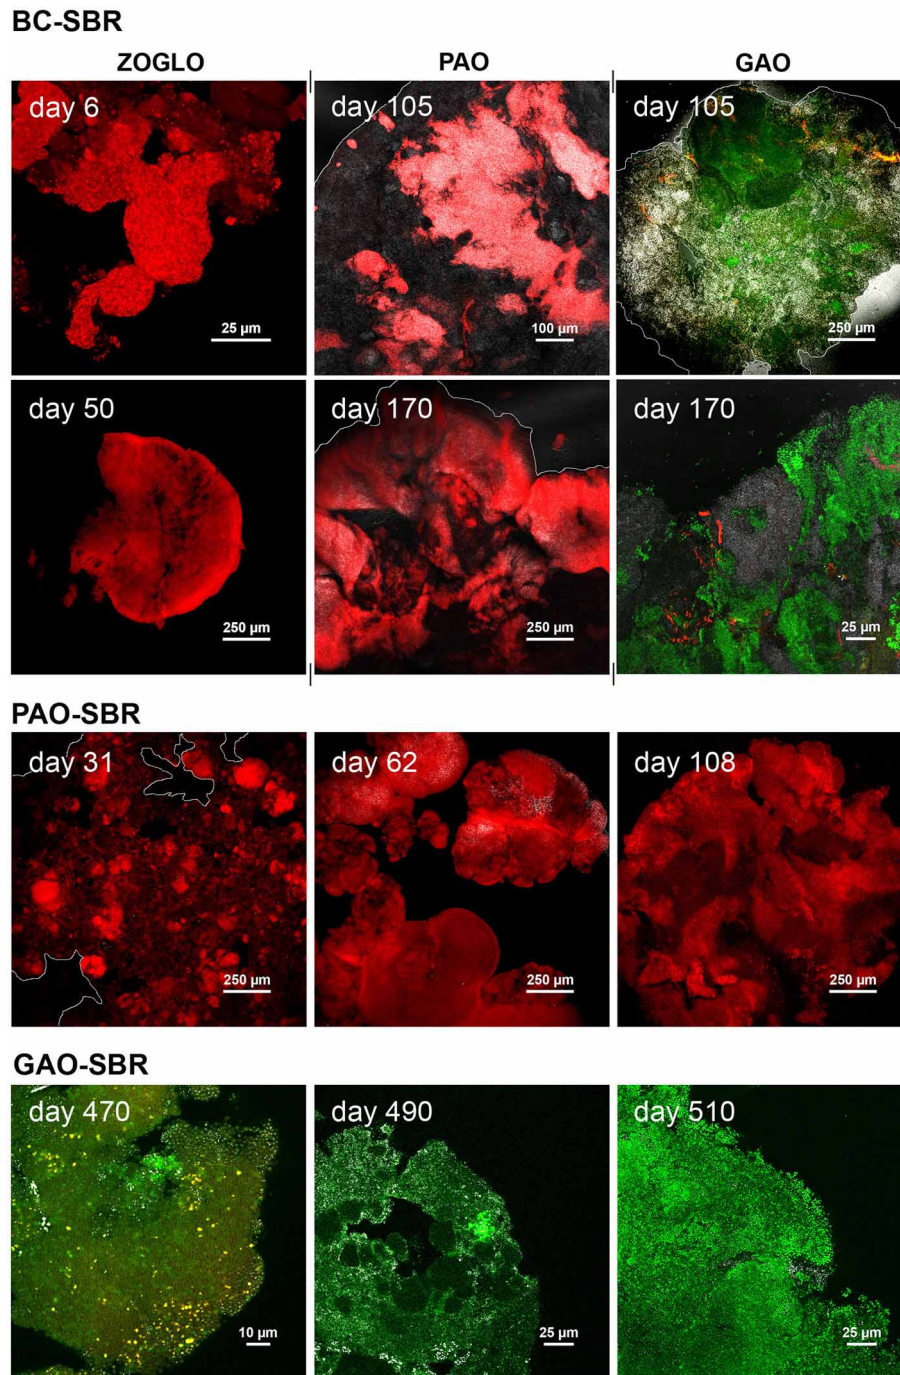 BC-SBR
ZOGLO PAO GAO
day 6 day 105 day 105
25 µm 100 µm 250 µm
day 50 day 170 day 170
250 µm 250 µm 25 µm
PAO-SBR
day 31 day 62 day 108
250 µm 250 µm 250 µm
GAO-SBR
day 470 day 490 day 510
10 µm 25 µm 25 µm